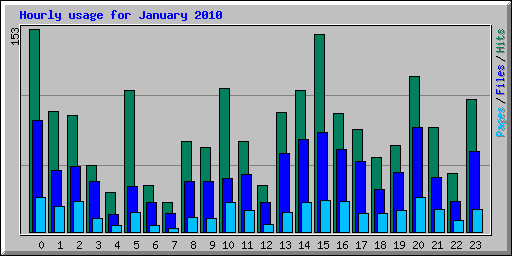 Hourly usage for January 2010
153
Pages / Files / Hits
0 1 2 3 4 5 6 7 8 9 10 11 12 13 14 15 16 17 18 19 20 21 22 23